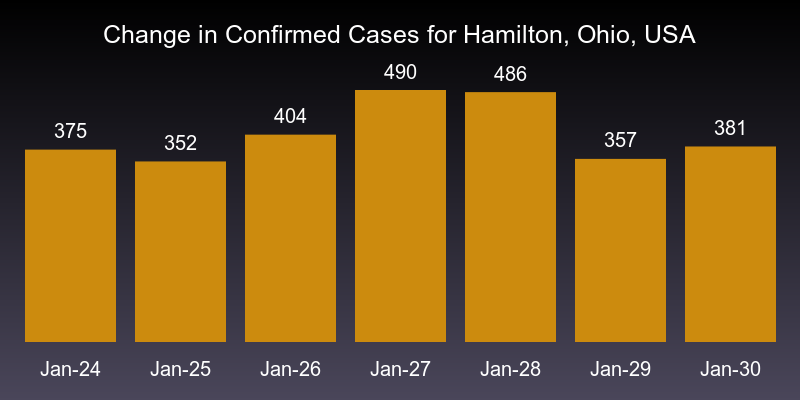 Change in Confirmed Cases for Hamilton, Ohio, USA
375
352
404
490
486
357
381
Jan-24
Jan-25
Jan-26
Jan-27
Jan-28
Jan-29
Jan-30